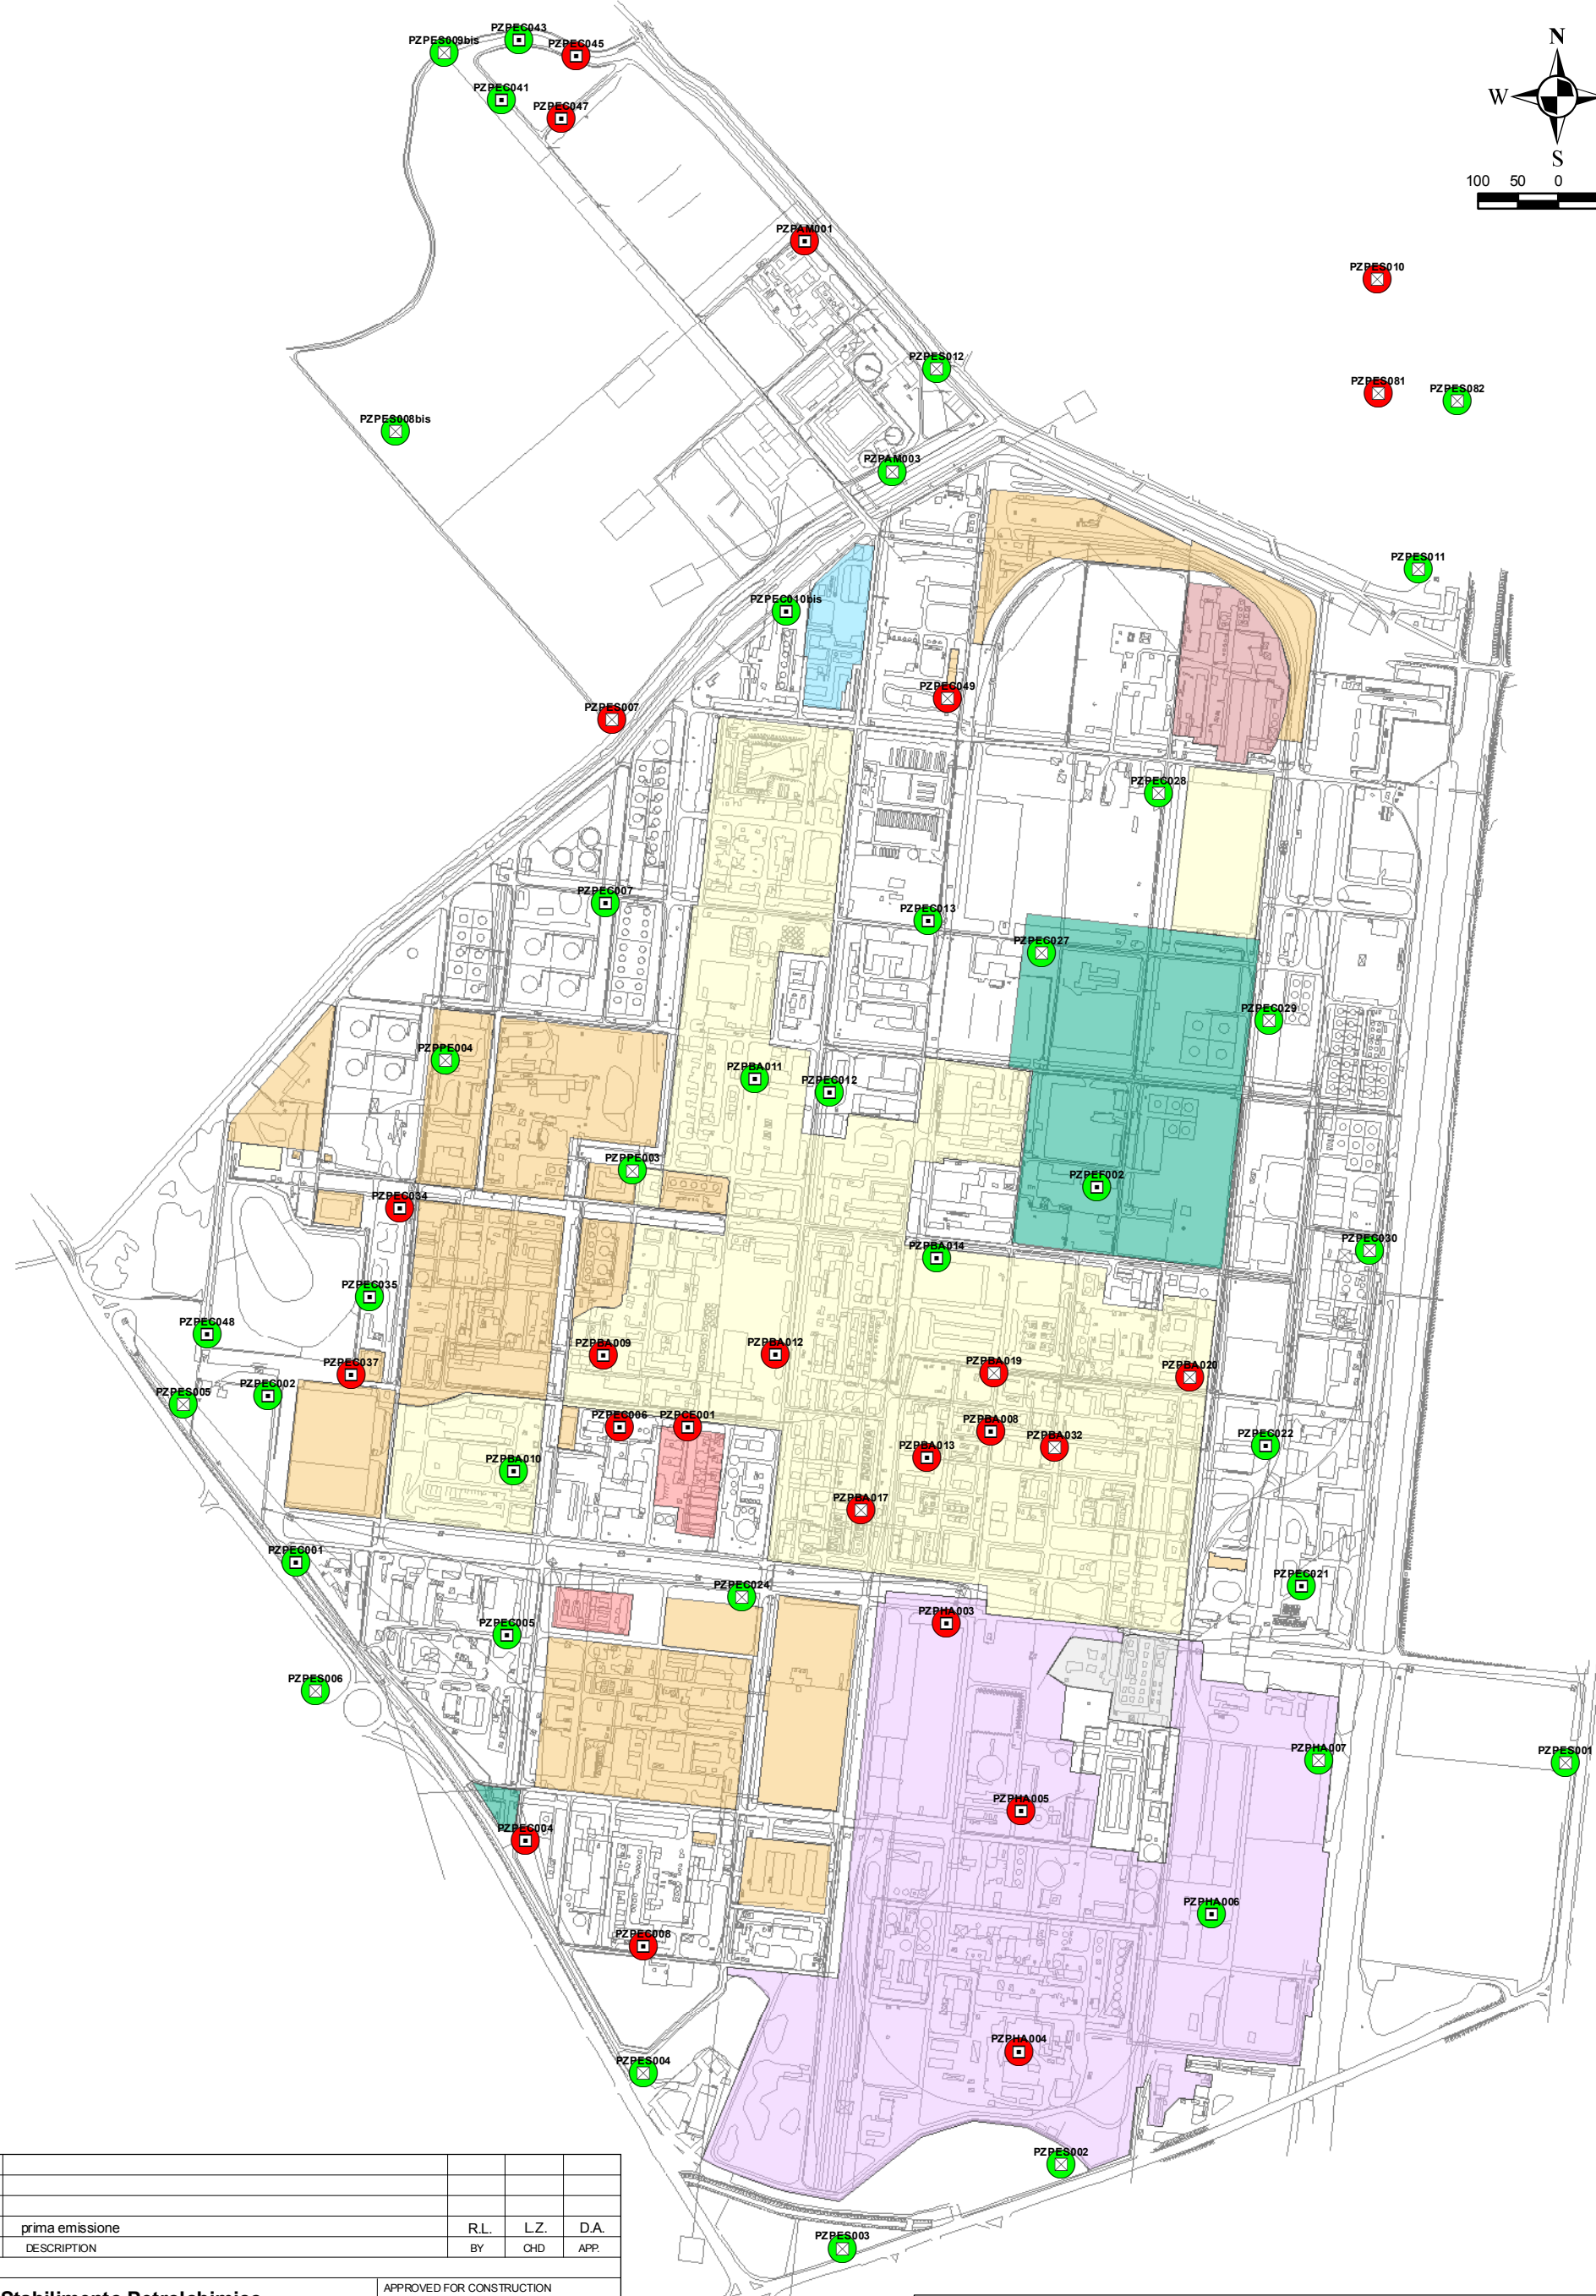 PZPEC043
PZPES009bis
PZPEC045
N
PZPEC041
W
PZPEC047
S
100 50 0
PZPAM001
PZPES010
PZPES012
PZPES081
PZPES082
PZPES008bis
PZPAM003
PZPES011
PZPEC010bis
PZPEC049
PZPES007
PZPEC028
PZPEC007
PZPEC013
PZPEC027
PZPEC029
PZPPE004
PZPBA011
PZPEC012
PZPPE003
PZPEF002
PZPEC034
PZPEC030
PZPBA014
PZPEC035
PZPEC048
PZPBA009
PZPBA012
PZPEC037
PZPBA019
PZPBA020
PZPES005
PZPEC002
PZPEC006
PZPCE001
PZPBA008
PZPBA032
PZPEC022
PZPBA013
PZPBA010
PZPBA017
PZPEC001
PZPEC021
PZPEC024
PZPHA003
PZPEC005
PZPES006
PZPHA007
PZPES001
PZPHA005
PZPEC004
PZPHA006
PZPEC008
PZPHA004
PZPES004
PZPES002
prima emissione R.L. L.Z. D.A.
DESCRIPTION BY CHD APP.
PZPES003
APPROVED FOR CONSTRUCTION
Stabilimento Petrolchimico